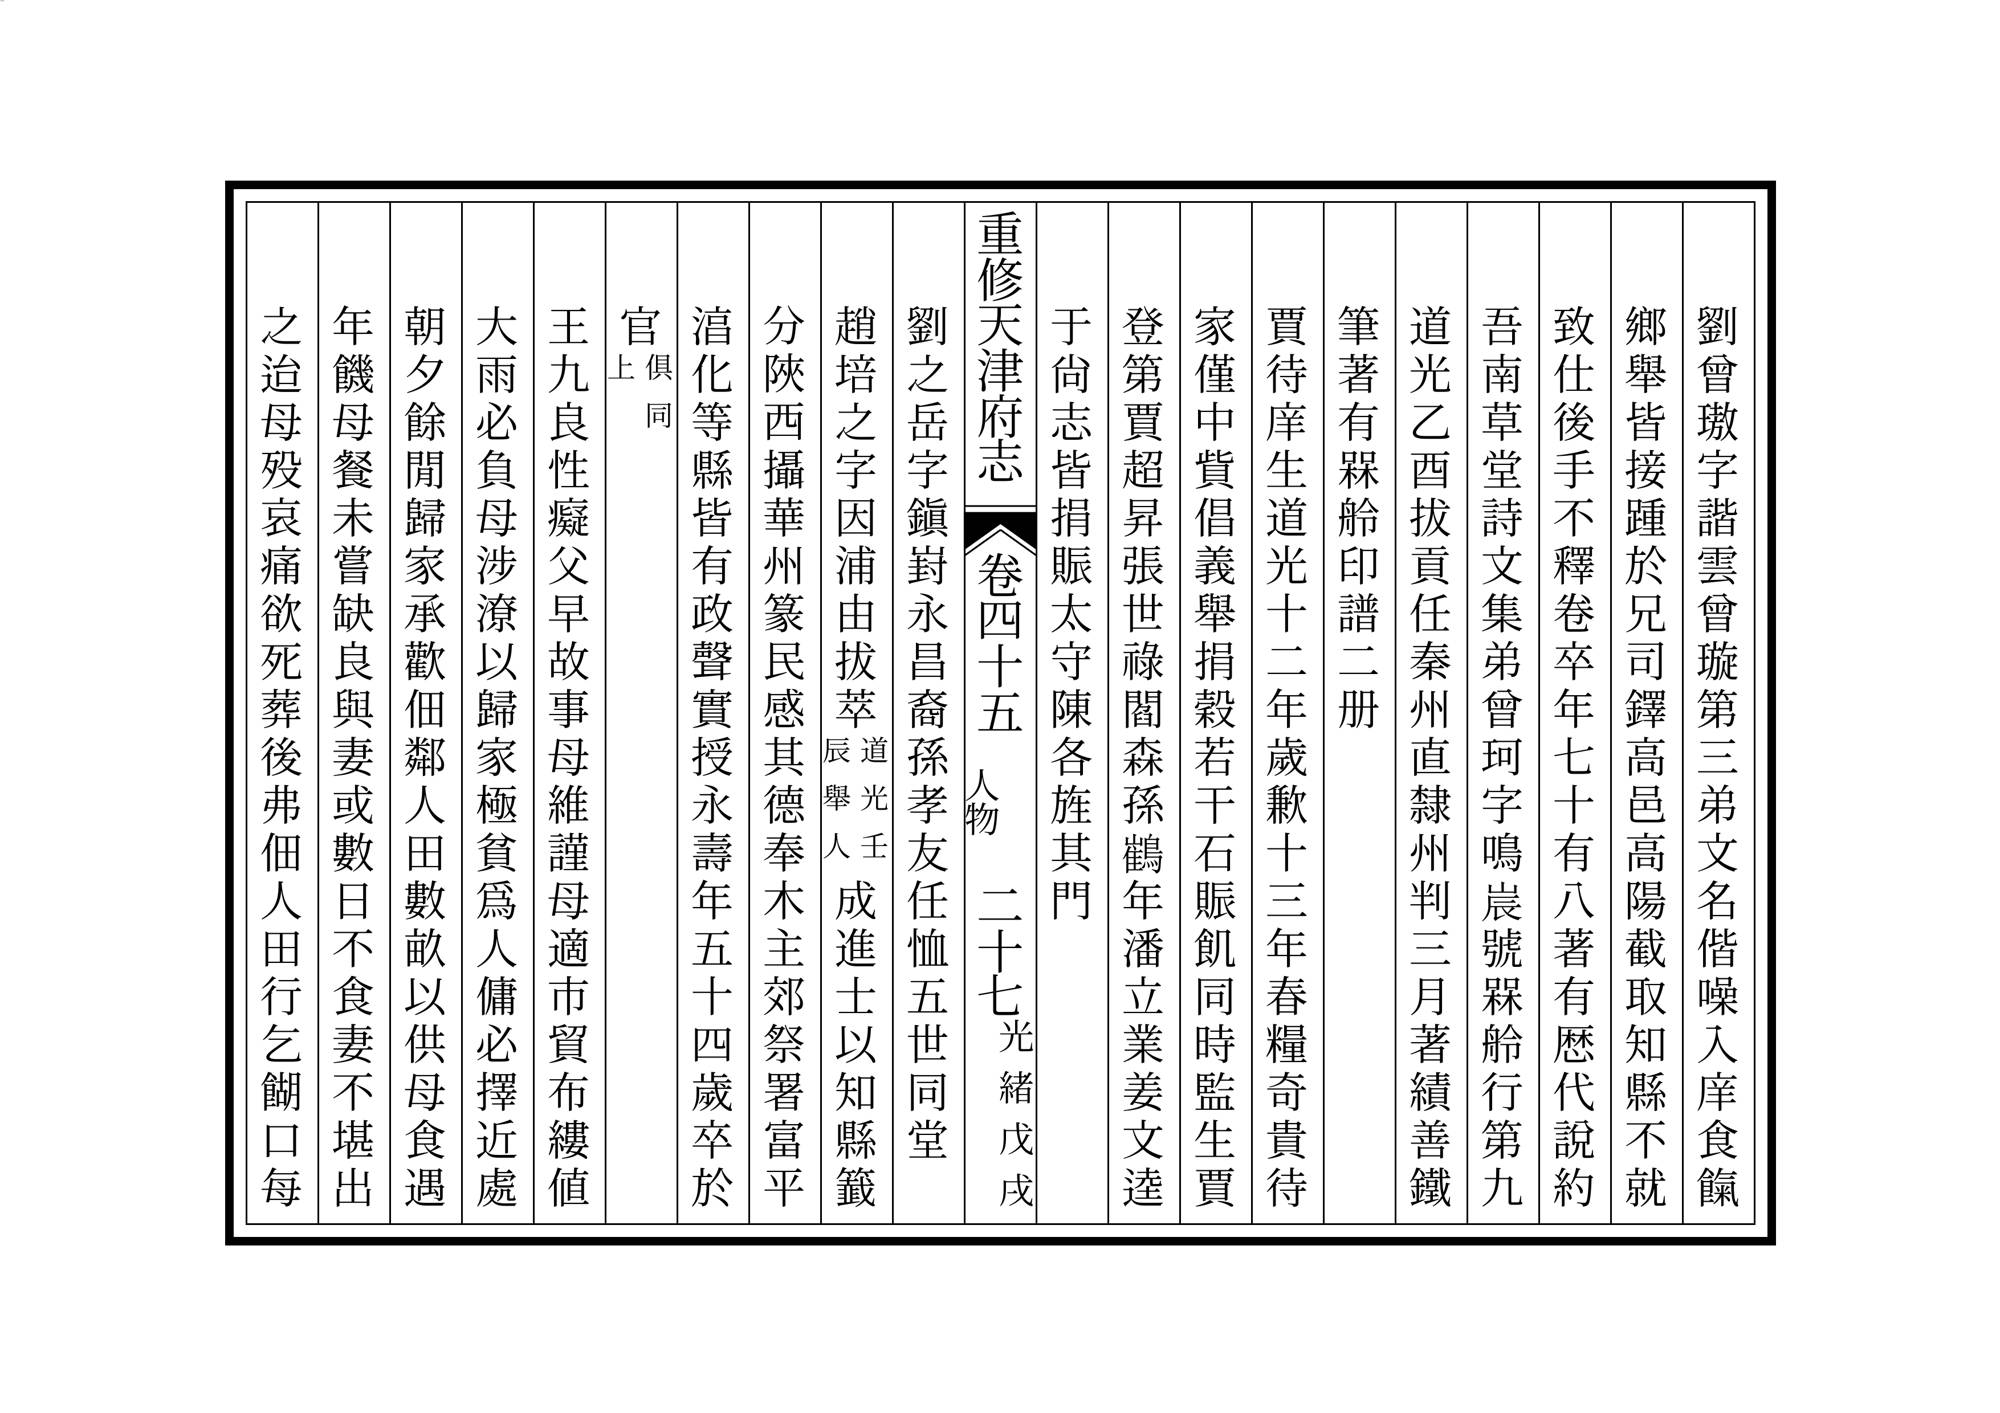 劉曾璈字諧雲曾璇第三弟文名偕噪入庠食餼
鄉舉皆接踵於兄司鐸高邑高陽截取知縣不就
致仕後手不釋卷卒年七十有八著有歷代說約
吾南草堂詩文集弟曾珂字鳴晨號槑舲行第九
道光乙酉拔貢任秦州直隸州判三月著績善鐵
筆著有槑舲印譜二册
賈待庠生道光十二年歲歉十三年春糧奇貴待
家僅中貲倡義舉捐穀若干石賑飢同時監生賈
登第賈超昇張世祿閻森孫鶴年潘立業姜文逵
于尙志皆捐賑太守陳各旌其門
重修天津府志 卷四十五 人物 二十七 光緒戊戌
劉之岳字鎭崶永昌裔孫孝友任恤五世同堂
趙培之字因浦由拔萃道光壬辰舉人成進士以知縣籤
分陝西攝華州篆民感其德奉木主郊祭署富平
淯化等縣皆有政聲實授永壽年五十四歲卒於
官俱同上
王九良性癡父早故事母維謹母適市貿布縷値
大雨必負母涉潦以歸家極貧爲人傭必擇近處
朝夕餘閒歸家承歡佃鄰人田數畝以供母食遇
年饑母餐未嘗缺良與妻或數日不食妻不堪出
之迨母歿哀痛欲死葬後弗佃人田行乞餬口每